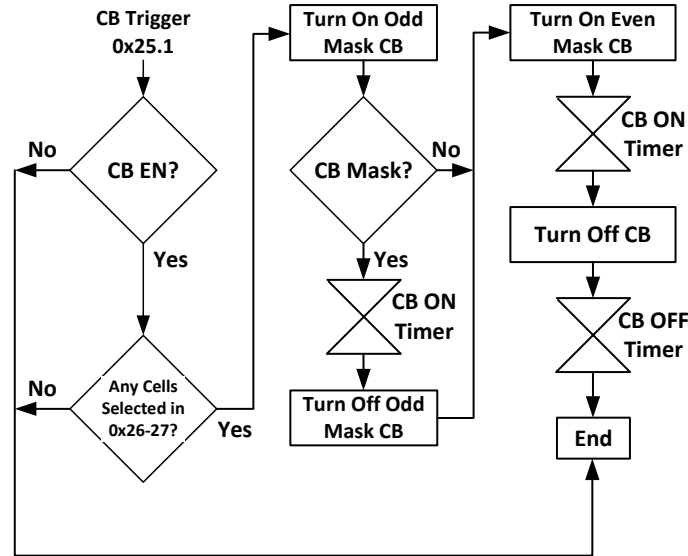 CB Trigger
0x25.1
CB EN?
No
Yes
Any Cells
Selected in
0x26-27?
No
Yes
Turn On Odd
Mask CB
CB Mask?
No
Yes
CB ON
Timer
Turn Off Odd
Mask CB
Turn On Even
Mask CB
CB ON
Timer
Turn Off CB
CB OFF
Timer
End